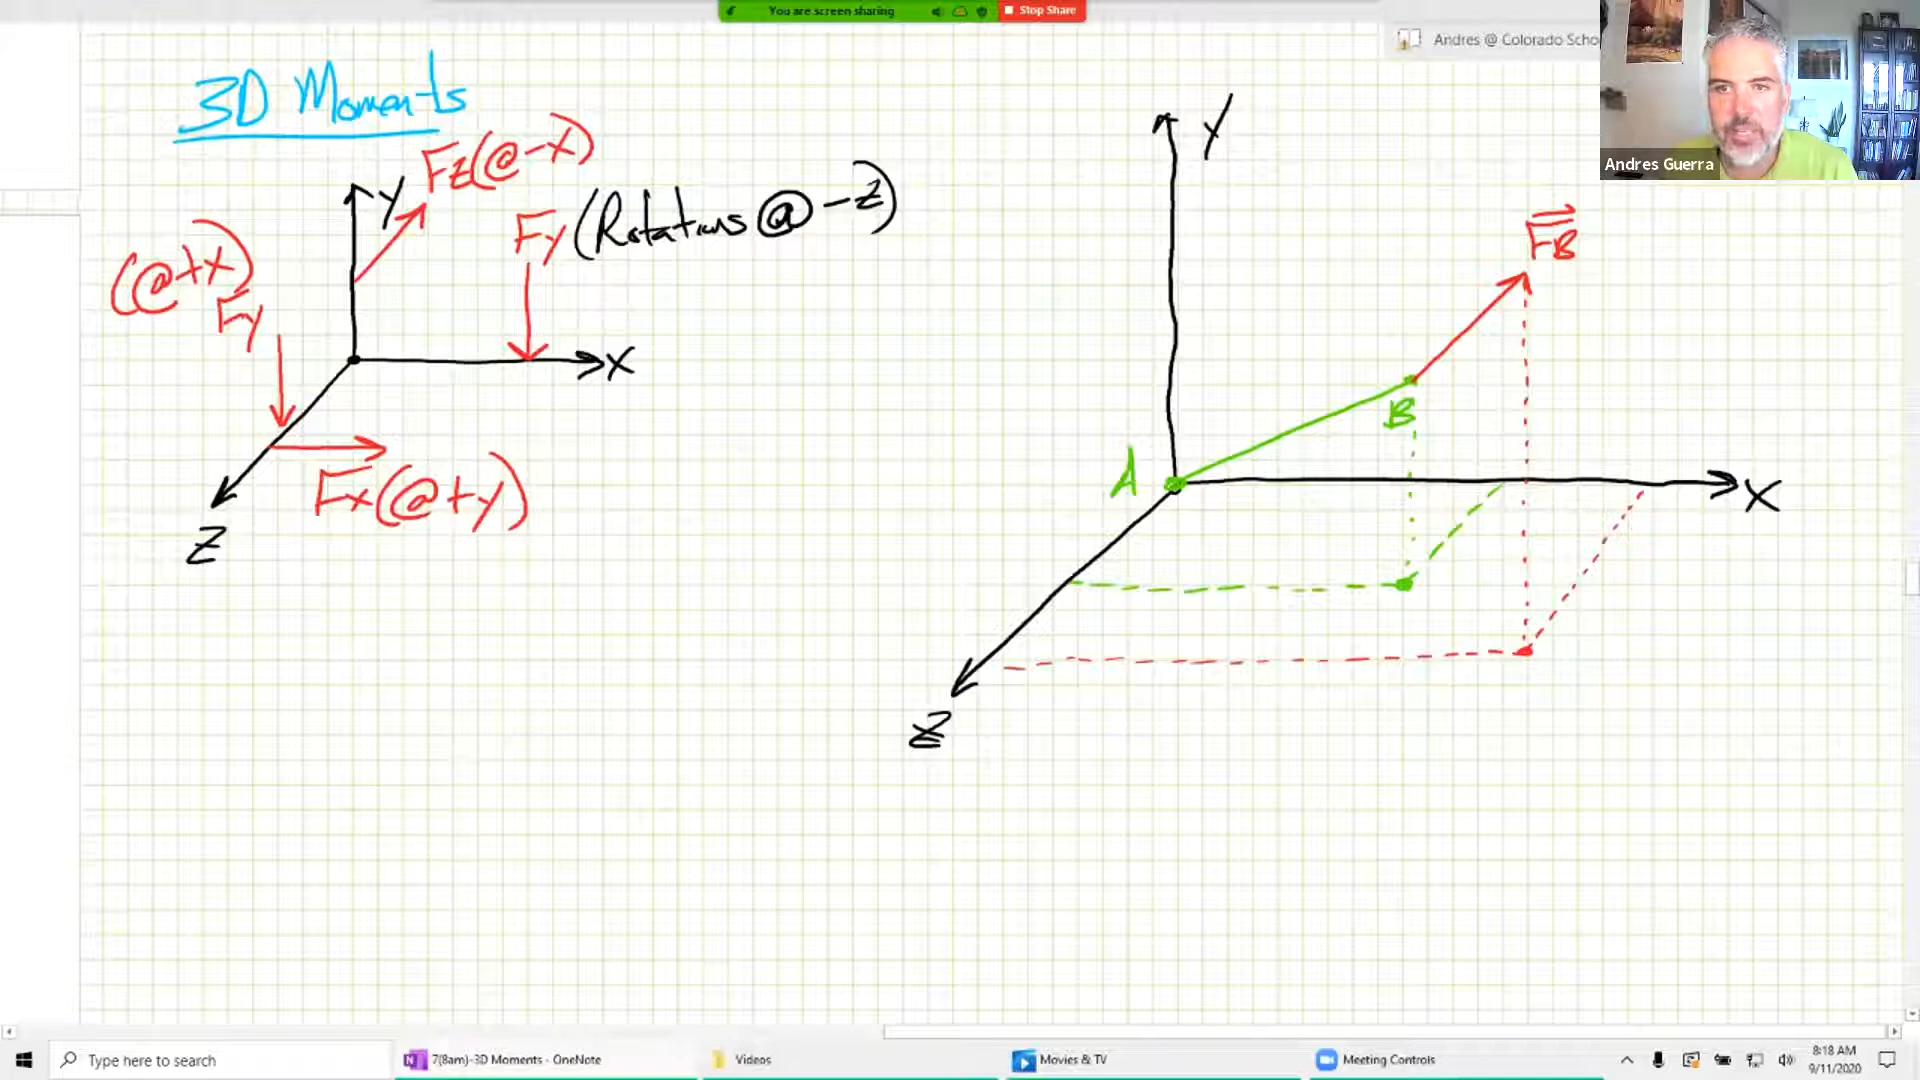 You are screen sharing
Stop Share
Andres @ Colorado Scho
Andres Guerra
3D Moments
Fz(@-x)
Y
Fy(Rotations @ -z)
(@+x)
Fy
X
Fx(@+y)
Z
Y
FB
B
A
X
Z
Type here to search
7(8am)-3D Moments - OneNote
Videos
Movies & TV
Meeting Controls
8:18 AM
9/11/2020